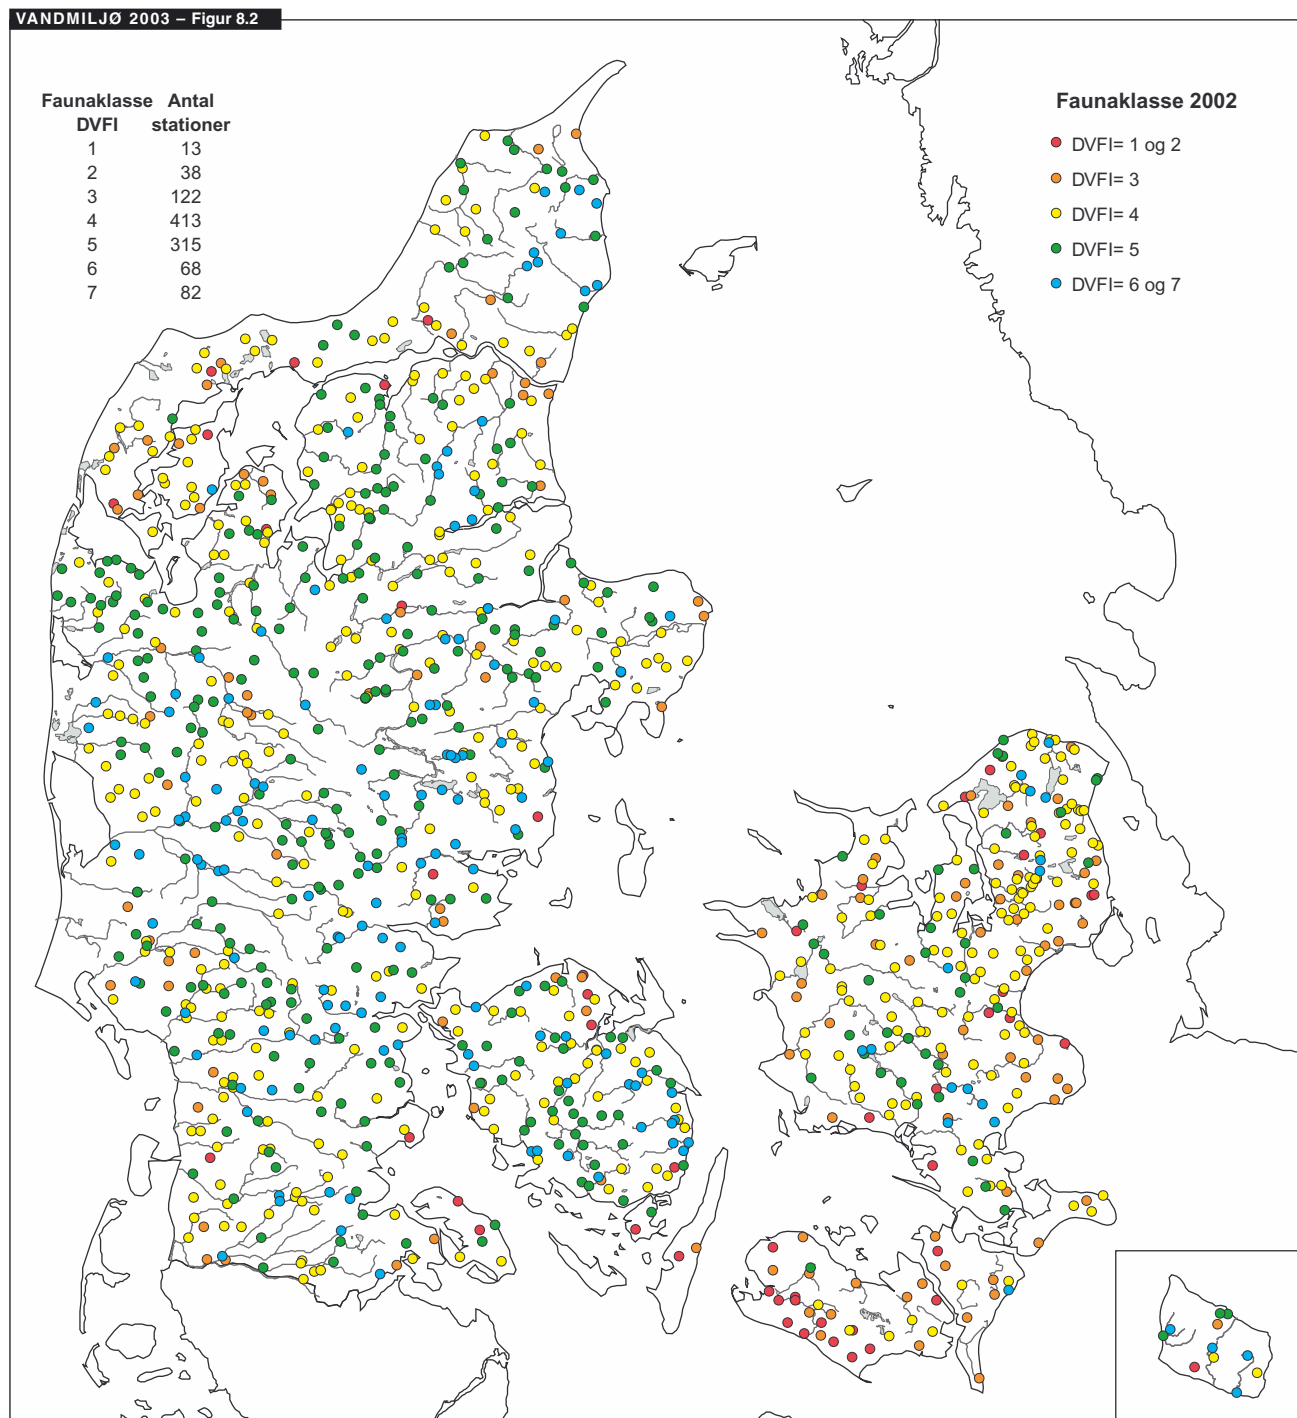 VANDMILJØ 2003 – Figur 8.2
Faunaklasse Antal
DVFI stationer
1 13
2 38
3 122
4 413
5 315
6 68
7 82
Faunaklasse 2002
DVFI= 1 og 2
DVFI= 3
DVFI= 4
DVFI= 5
DVFI= 6 og 7